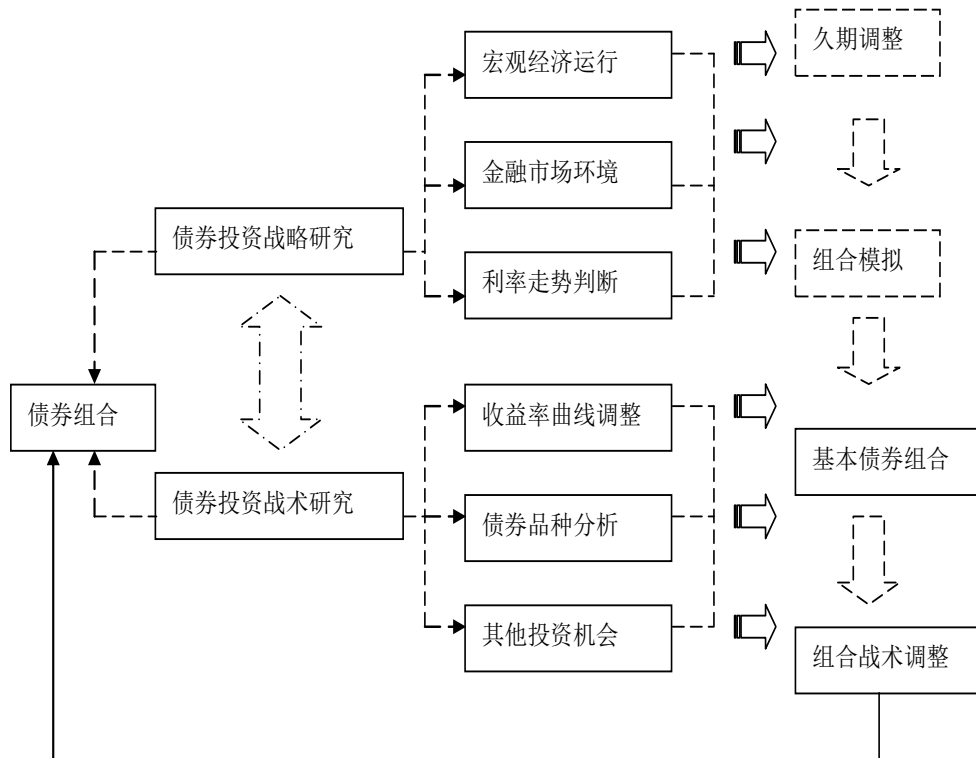 宏观经济运行
久期调整
金融市场环境
债券投资战略研究
组合模拟
利率走势判断
债券组合
收益率曲线调整
基本债券组合
债券投资战术研究
债券品种分析
其他投资机会
组合战术调整